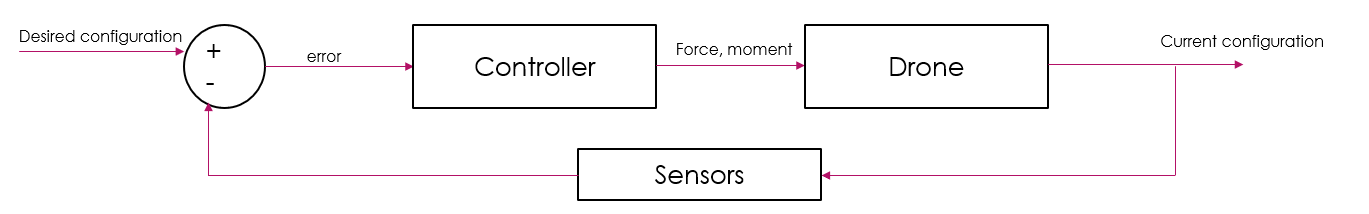 Desired configuration
+
-
error
Controller
Force, moment
Drone
Current configuration
Sensors